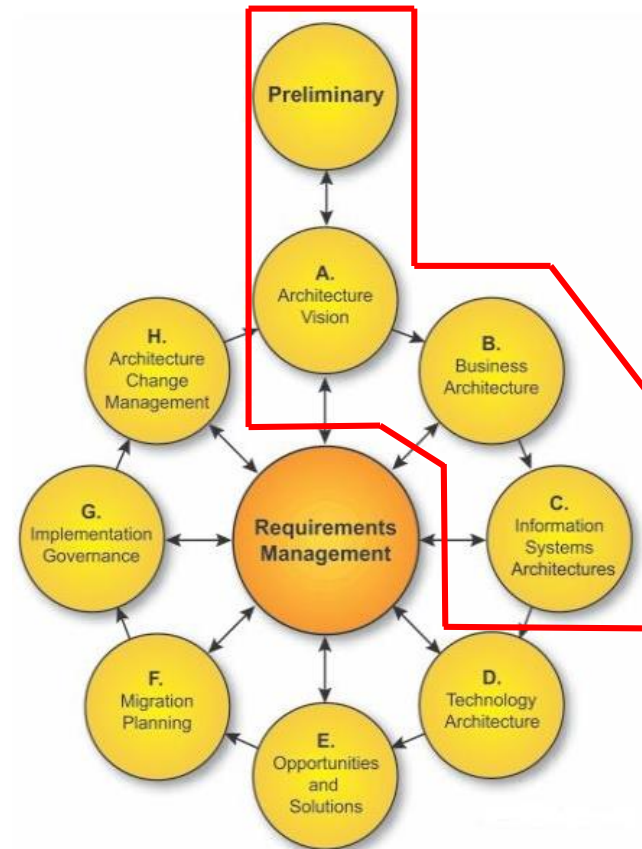 Preliminary
A.
Architecture
Vision
B.
Business
Architecture
C.
Information
Systems
Architectures
D.
Technology
Architecture
E.
Opportunities
and
Solutions
F.
Migration
Planning
G.
Implementation
Governance
H.
Architecture
Change
Management
Requirements
Management